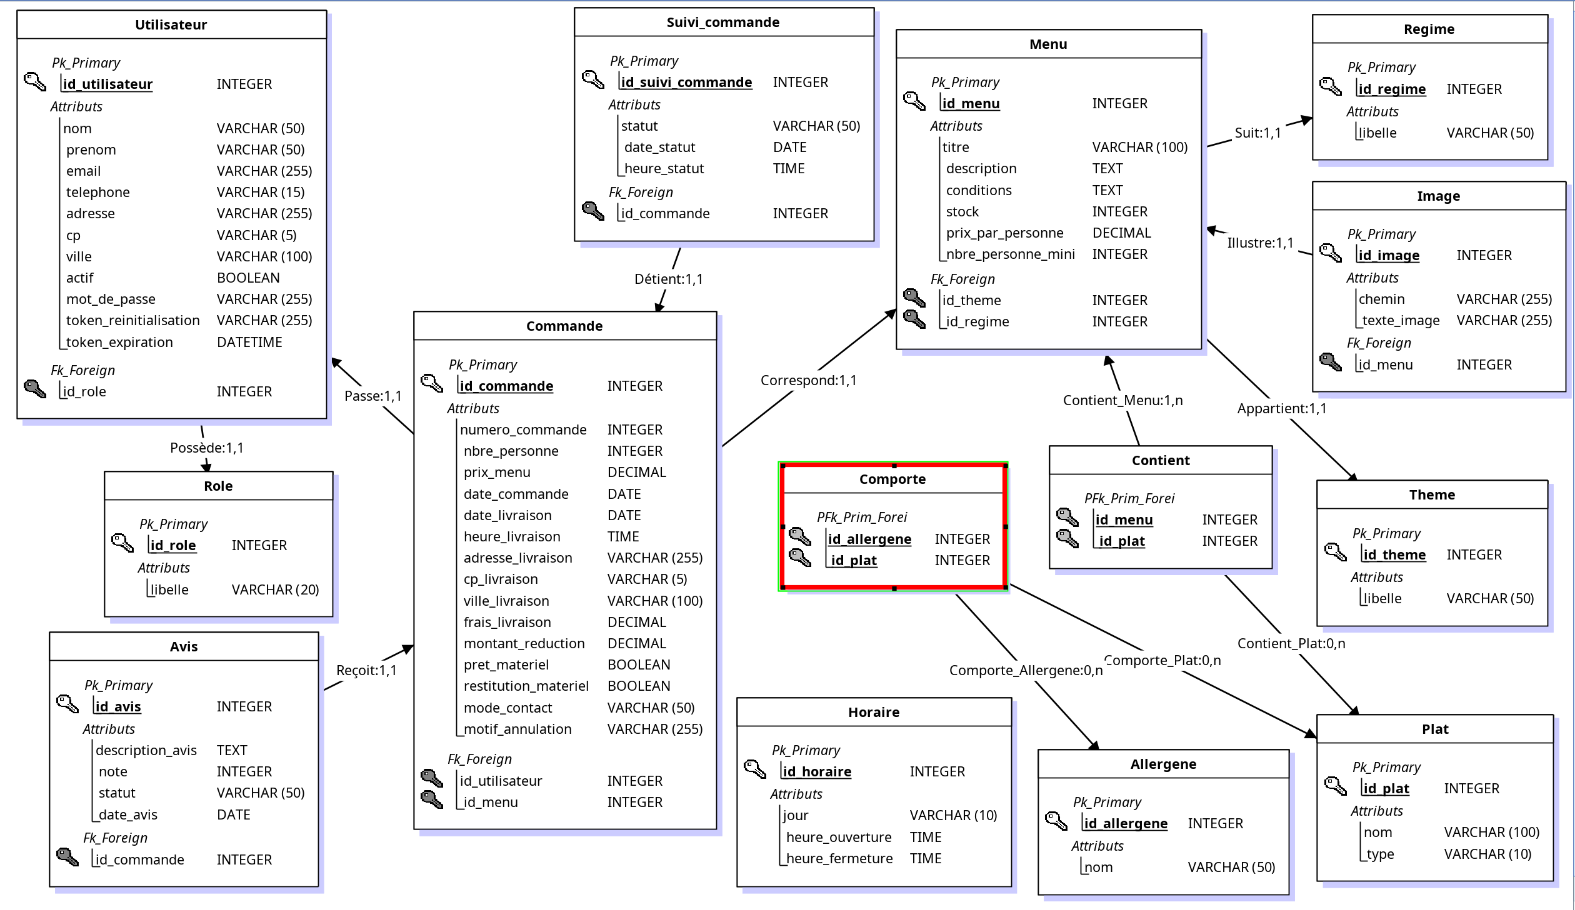 Utilisateur
Pk_Primary
id_utilisateur INTEGER
Attributs
nom VARCHAR (50)
prenom VARCHAR (50)
email VARCHAR (255)
telephone VARCHAR (15)
adresse VARCHAR (255)
cp VARCHAR (5)
ville VARCHAR (100)
actif BOOLEAN
mot_de_passe VARCHAR (255)
token_reinitialisation VARCHAR (255)
token_expiration DATETIME
Fk_Foreign
id_role INTEGER
Suivi_commande
Pk_Primary
id_suivi_commande INTEGER
Attributs
statut VARCHAR (50)
date_statut DATE
heure_statut TIME
Fk_Foreign
id_commande INTEGER
Menu
Pk_Primary
id_menu INTEGER
Attributs
titre VARCHAR (100)
description TEXT
conditions TEXT
stock INTEGER
prix_par_personne DECIMAL
nbre_personne_mini INTEGER
Fk_Foreign
id_theme INTEGER
id_regime INTEGER
Regime
Pk_Primary
id_regime INTEGER
Attributs
libelle VARCHAR (50)
Suit:1,1
Image
Pk_Primary
id_image INTEGER
Attributs
chemin VARCHAR (255)
texte_image VARCHAR (255)
Fk_Foreign
id_menu INTEGER
Illustre:1,1
Détient:1,1
Commande
Pk_Primary
id_commande INTEGER
Attributs
numero_commande INTEGER
nbre_personne INTEGER
prix_menu DECIMAL
date_commande DATE
date_livraison DATE
heure_livraison TIME
adresse_livraison VARCHAR (255)
cp_livraison VARCHAR (5)
ville_livraison VARCHAR (100)
frais_livraison DECIMAL
montant_reduction DECIMAL
pret_materiel BOOLEAN
restitution_materiel BOOLEAN
mode_contact VARCHAR (50)
motif_annulation VARCHAR (255)
Fk_Foreign
id_utilisateur INTEGER
id_menu INTEGER
Passe:1,1
Correspond:1,1
Contient_Menu:1,n
Appartient:1,1
Possède:1,1
Role
Pk_Primary
id_role INTEGER
Attributs
libelle VARCHAR (20)
Comporte
PFk_Prim_Forei
id_allergene INTEGER
id_plat INTEGER
Contient
PFk_Prim_Forei
id_menu INTEGER
id_plat INTEGER
Theme
Pk_Primary
id_theme INTEGER
Attributs
libelle VARCHAR (50)
Avis
Pk_Primary
id_avis INTEGER
Attributs
description_avis TEXT
note INTEGER
statut VARCHAR (50)
date_avis DATE
Fk_Foreign
id_commande INTEGER
Reçoit:1,1
Contient_Plat:0,n
Comporte_Allergene:0,n
Comporte_Plat:0,n
Horaire
Pk_Primary
id_horaire INTEGER
Attributs
jour VARCHAR (10)
heure_ouverture TIME
heure_fermeture TIME
Allergene
Pk_Primary
id_allergene INTEGER
Attributs
nom VARCHAR (50)
Plat
Pk_Primary
id_plat INTEGER
Attributs
nom VARCHAR (100)
type VARCHAR (10)